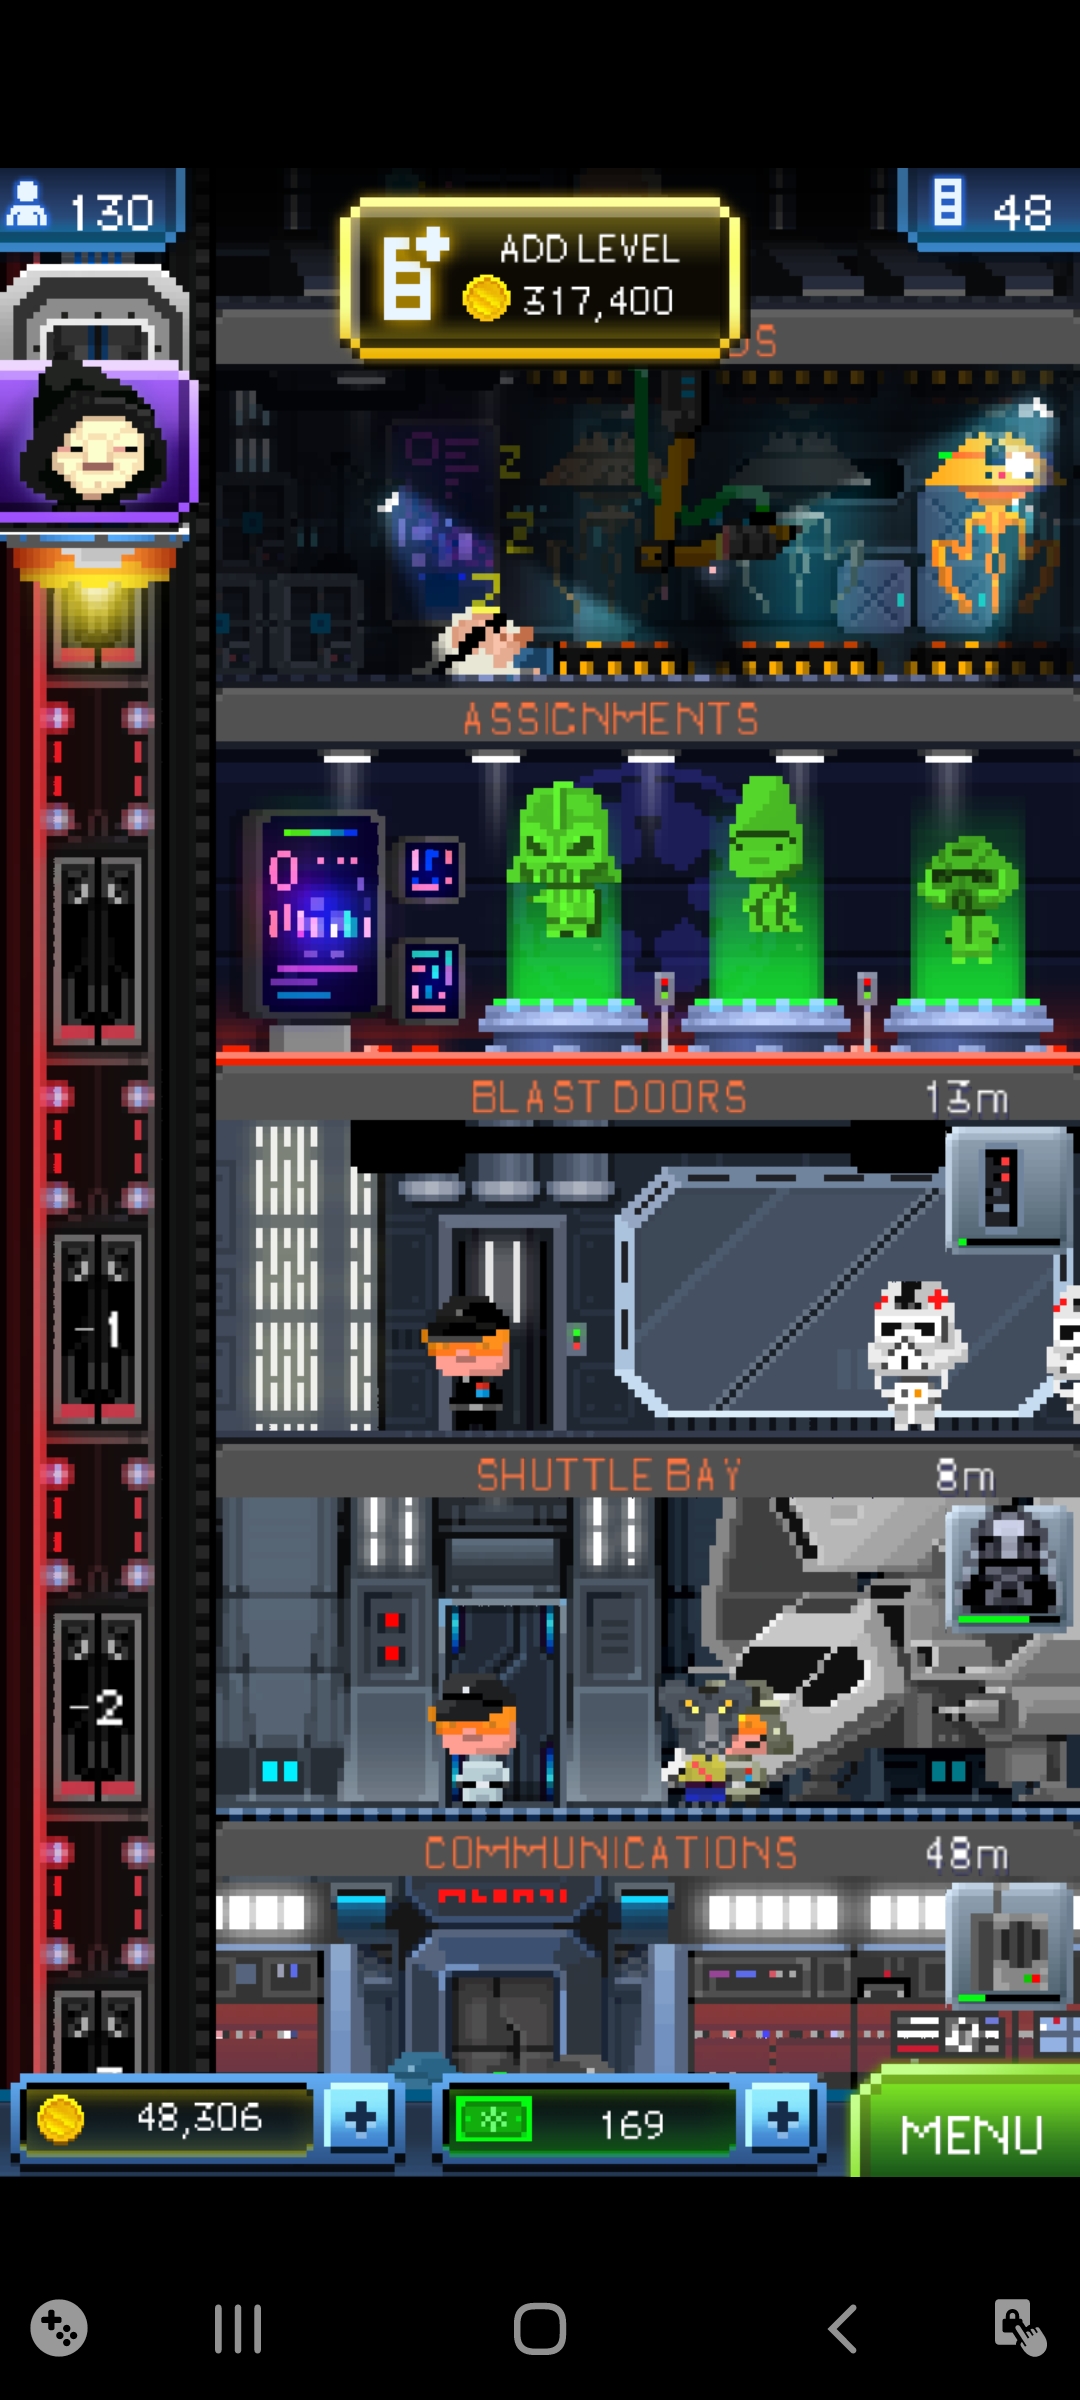 130
ADD LEVEL
317,400
48
DS
z
z
z
ASSIGNMENTS
BLAST DOORS 13m
-1
SHUTTLE BAY 8m
-2
COMMUNICATIONS 48m
48,306
169
MENU